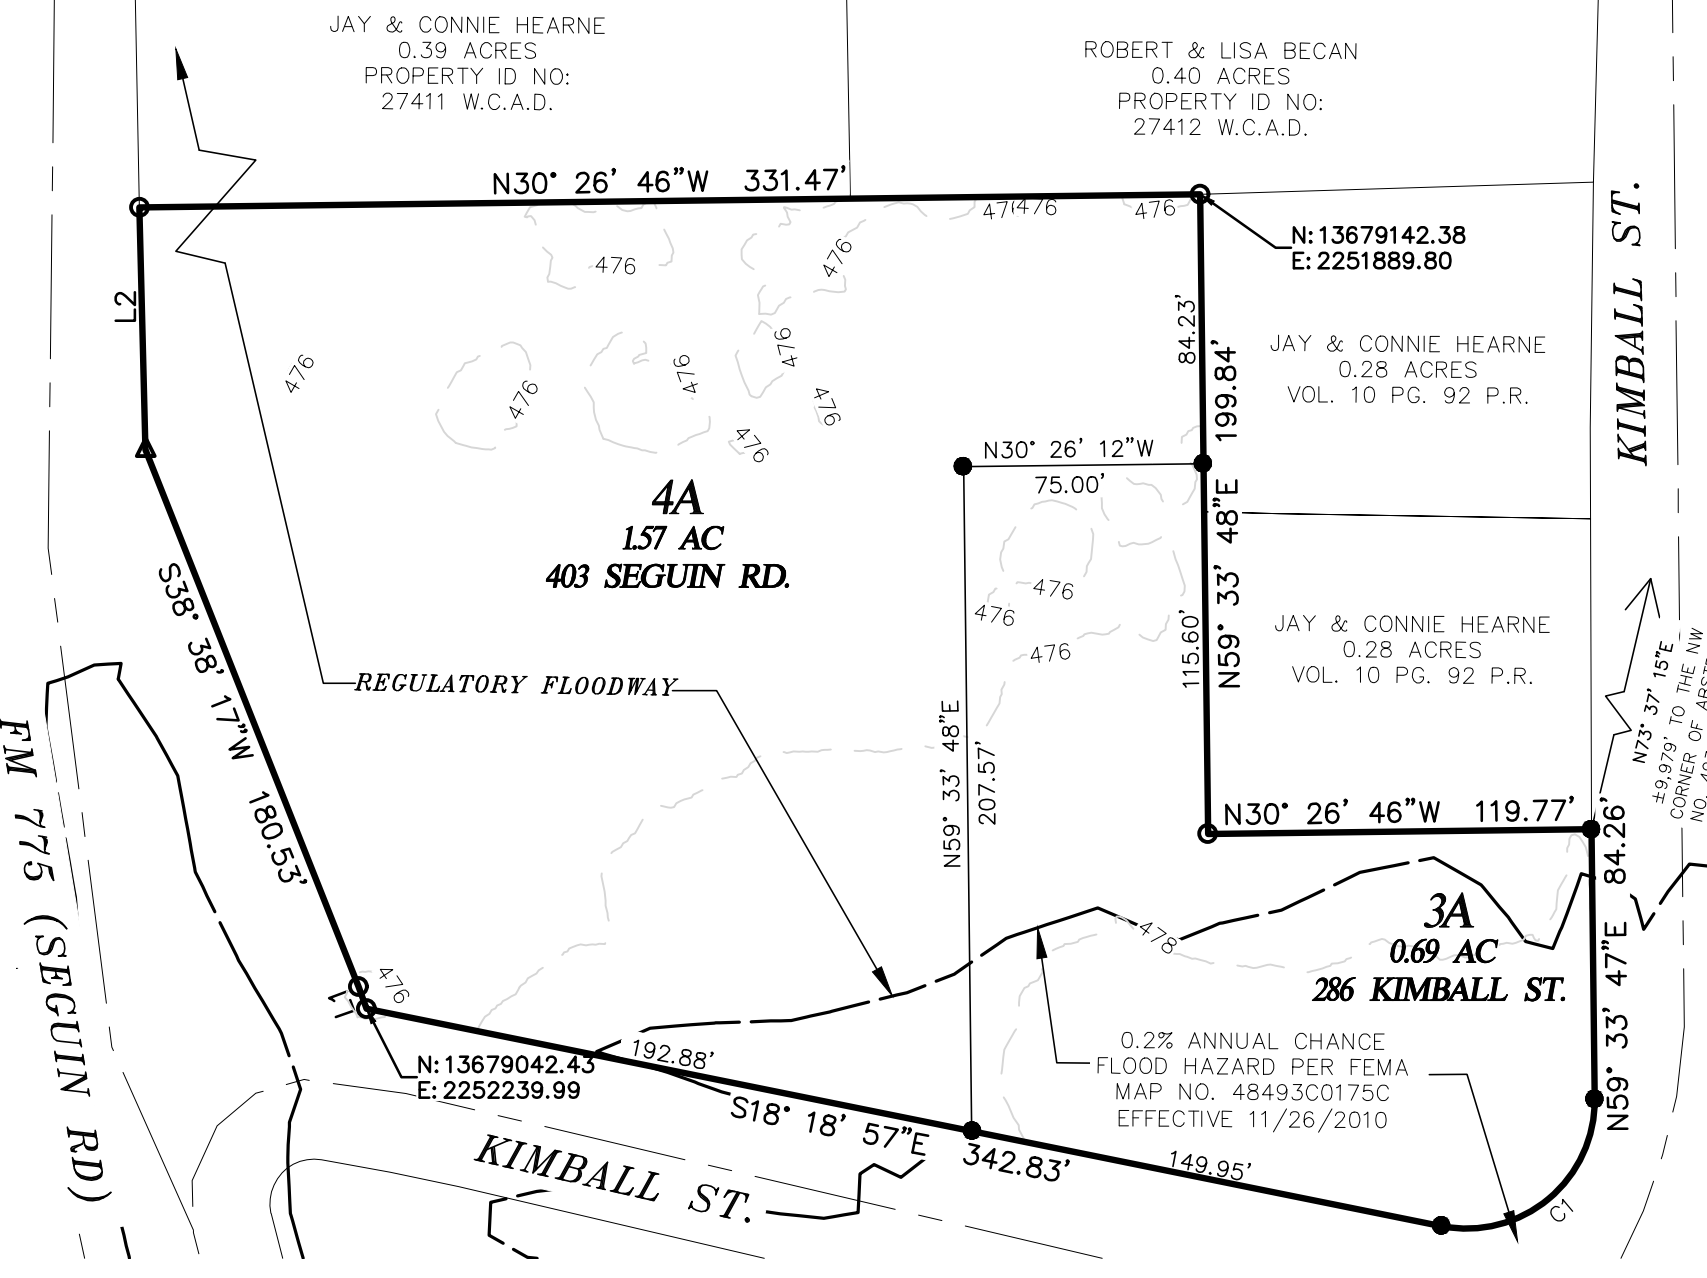 JAY & CONNIE HEARNE
0.39 ACRES
PROPERTY ID NO:
27411 W.C.A.D.
ROBERT & LISA BECAN
0.40 ACRES
PROPERTY ID NO:
27412 W.C.A.D.
N30° 26' 46"W 331.47'
476
476
476
476
476
N:13679142.38
E:2251889.80
KIMBALL ST.
L2
84.23'
199.84'
JAY & CONNIE HEARNE
0.28 ACRES
VOL. 10 PG. 92 P.R.
476
476
476
476
476
476
N30° 26' 12"W
75.00'
4A
1.57 AC
403 SEGUIN RD.
N59° 33' 48"E
115.60'
476
476
476
JAY & CONNIE HEARNE
0.28 ACRES
VOL. 10 PG. 92 P.R.
S38° 38' 17"W 180.53'
REGULATORY FLOODWAY
N59° 33' 48"E
207.57'
N73° 37' 15"E
±9,979' TO THE NW
CORNER OF
NO.
FM 775 (SEGUIN RD)
N30° 26' 46"W 119.77'
N59° 33' 47"E 84.26'
3A
0.69 AC
286 KIMBALL ST.
478
476
L1
N:13679042.43
E:2252239.99
192.88'
S18° 18' 57"E 342.83'
149.95'
0.2% ANNUAL CHANCE
FLOOD HAZARD PER FEMA
MAP NO. 48493C0175C
EFFECTIVE 11/26/2010
KIMBALL ST.
C1